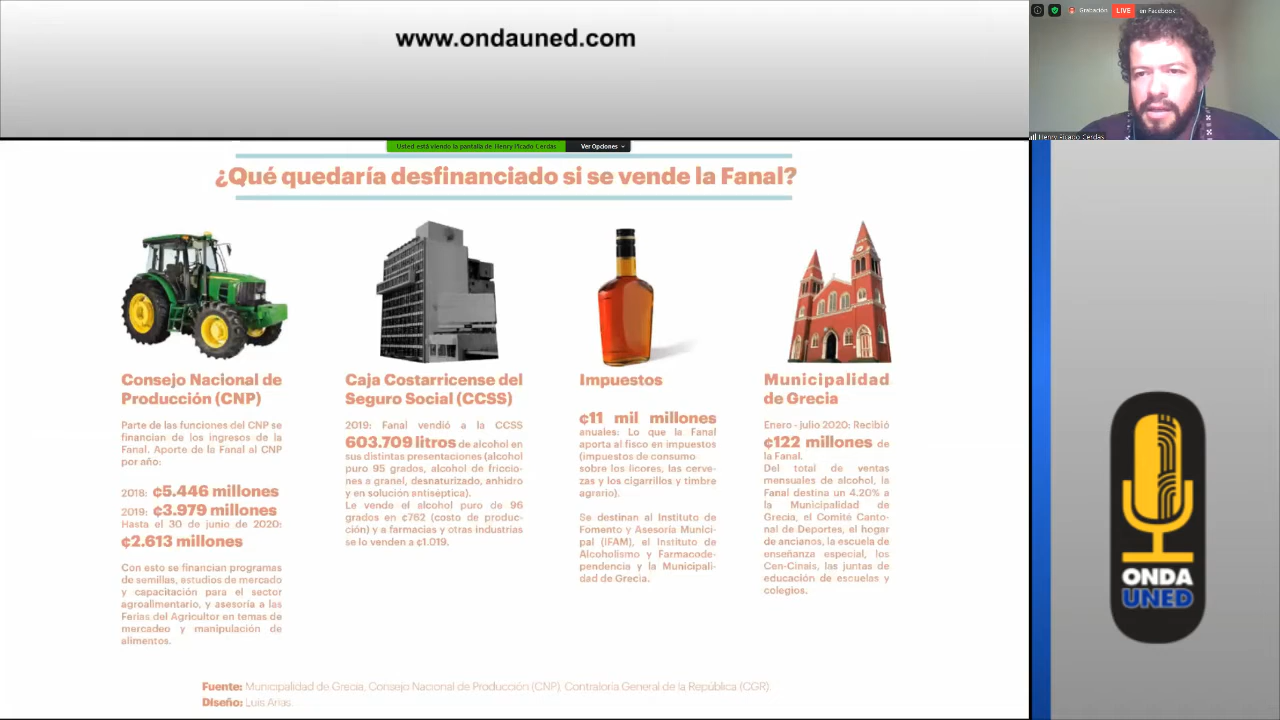 www.ondauned.com
Grabación
LIVE
en Facebook
Henry Picado Cerdas
Usted está viendo la pantalla de Henry Picado Cerdas
Ver Opciones
¿Qué quedaría desfinanciado si se vende la Fanal?
Consejo Nacional de
Producción (CNP)
Parte de las funciones del CNP se
financian de los ingresos de la
Fanal. Aporte de la Fanal al CNP
por año:
2018: ₡5.446 millones
2019: ₡3.979 millones
Hasta el 30 de junio de 2020:
₡2.613 millones
Con esto se financian programas
de semillas, estudios de mercado
y capacitación para el sector
agroalimentario, y asesoría a las
Ferias del Agricultor en temas de
mercadeo y manipulación de
alimentos.
Caja Costarricense del
Seguro Social (CCSS)
2019: Fanal vendió a la CCSS
603.709 litros de alcohol en
sus distintas presentaciones (alcohol
puro 95 grados, alcohol de friccio-
nes a granel, desnaturizado, anhidro
y en solución antiséptica).
Le vende el alcohol puro de 96
grados en ₡762 (costo de produc-
ción) y a farmacias y otras industrias
se lo venden a ₡1.019.
Impuestos
₡11 mil millones
anuales: Lo que la Fanal
aporta al fisco en impuestos
(impuestos de consumo
sobre los licores, las cerve-
zas y los cigarrillos y timbre
agrario).
Se destinan al Instituto de
Fomento y Asesoría Munici-
pal (IFAM), el Instituto de
Alcoholismo y Farmacode-
pendencia y la Municipali-
dad de Grecia.
Municipalidad
de Grecia
Enero - julio 2020: Recibió
₡122 millones de
la Fanal.
Del total de ventas
mensuales de alcohol, la
Fanal destina un 4.20% a
la Municipalidad de
Grecia, el Comité Canto-
nal de Deportes, el hogar
de ancianos, la escuela de
enseñanza especial, los
Cen-Cinais, las juntas de
educación de escuelas y
colegios.
Fuente: Municipalidad de Grecia, Consejo Nacional de Producción (CNP), Contraloría General de la República (CGR).
Diseño: Luis Arias.
ONDA
UNED